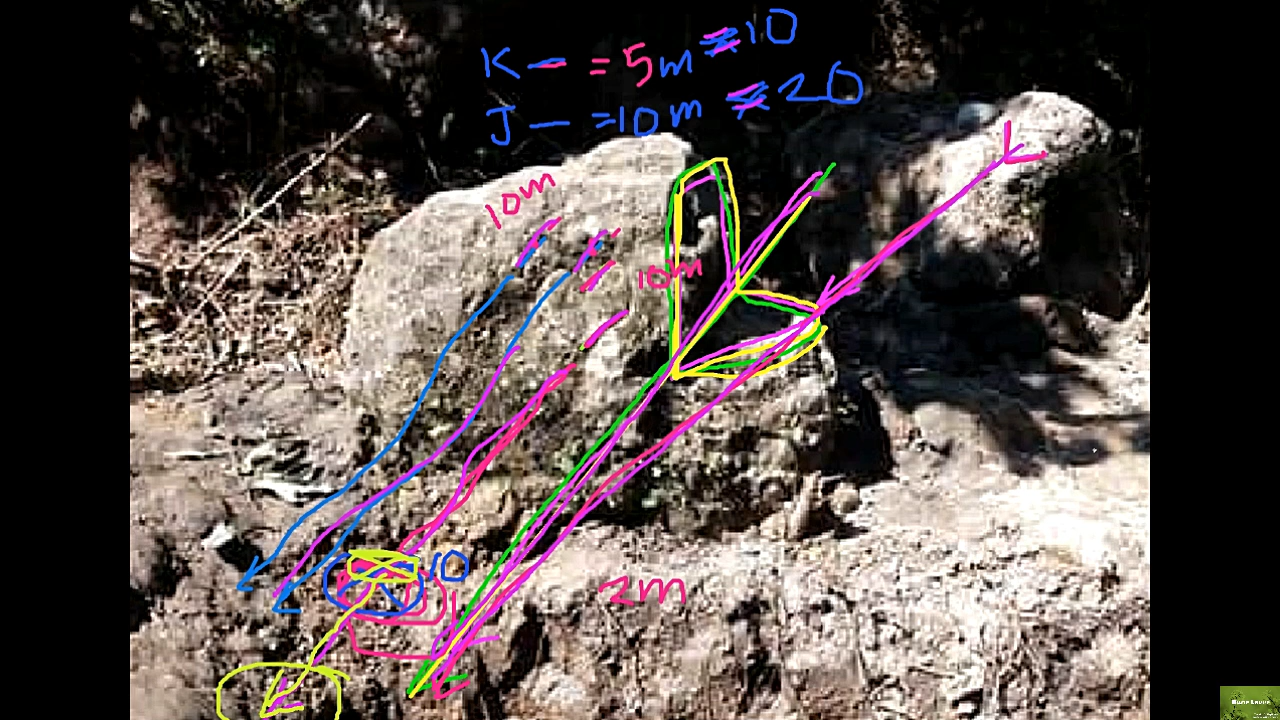 K — = 5m ≈ 10
J — = 10m ≈ 20
10m
10m
10
2m